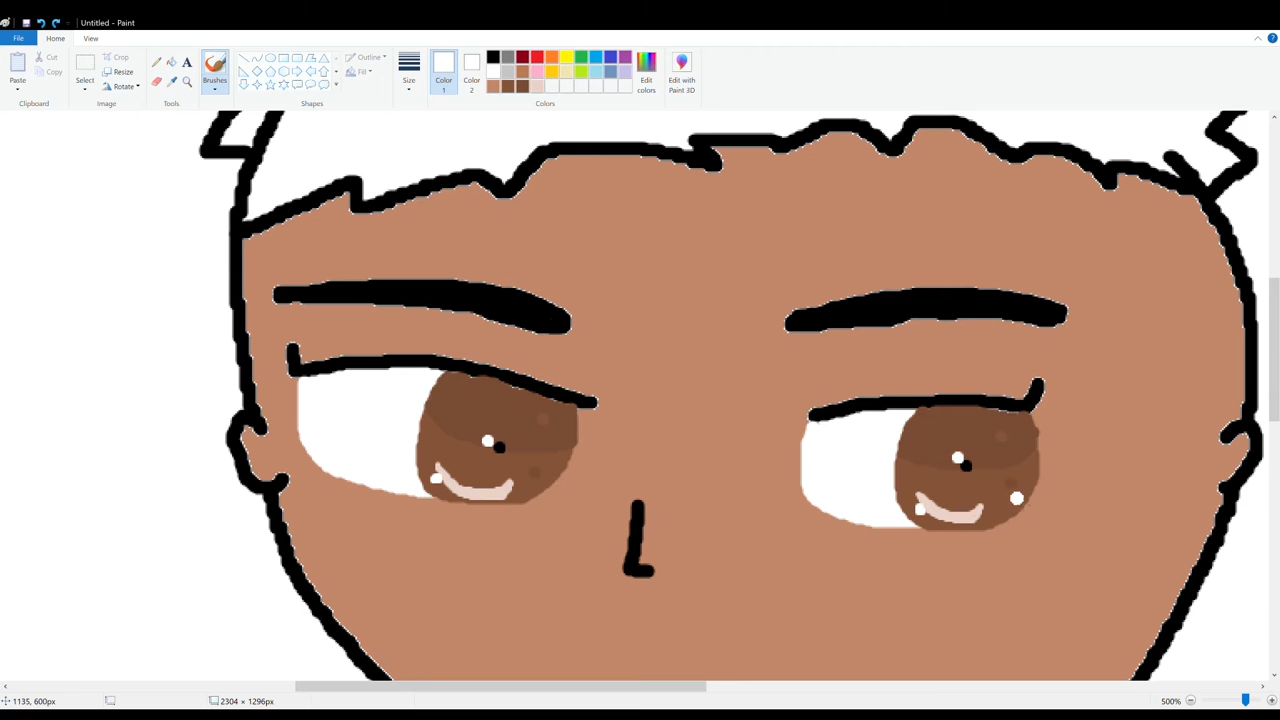 Untitled - Paint
File Home View
Paste
Cut
Copy
Clipboard
Select
Crop
Resize
Rotate
Image
A
Tools
Brushes
Outline
Fill
Shapes
Size
Color
1
Color
2
Edit
colors
Colors
Edit with
Paint 3D
1135, 600px
2304 × 1296px
500%